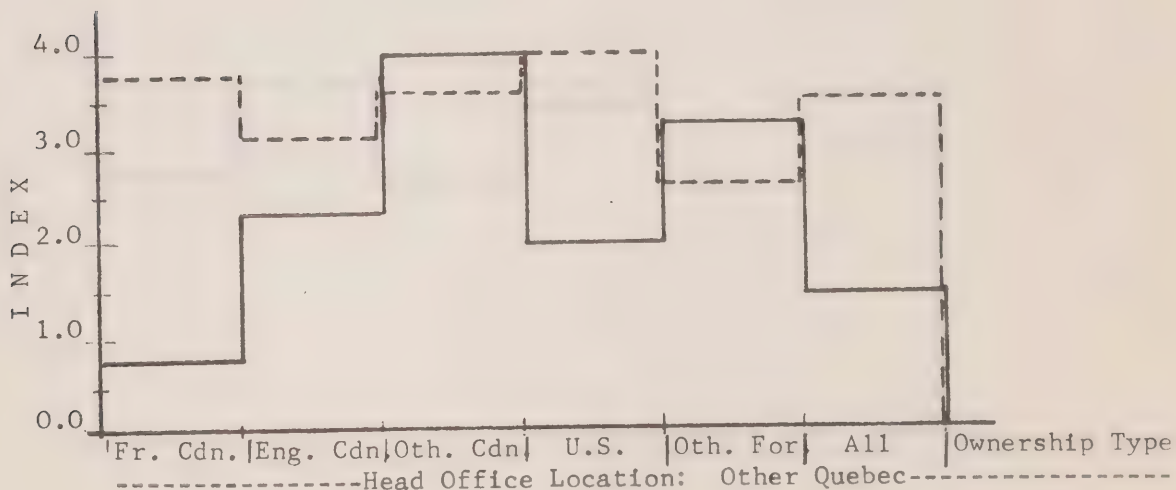 4.0
3.0
2.0
1.0
0.0
INDEX
Fr. Cdn. Eng. Cdn Oth. Cdn U.S. Oth. For All Ownership Type
Head Office Location: Other Quebec